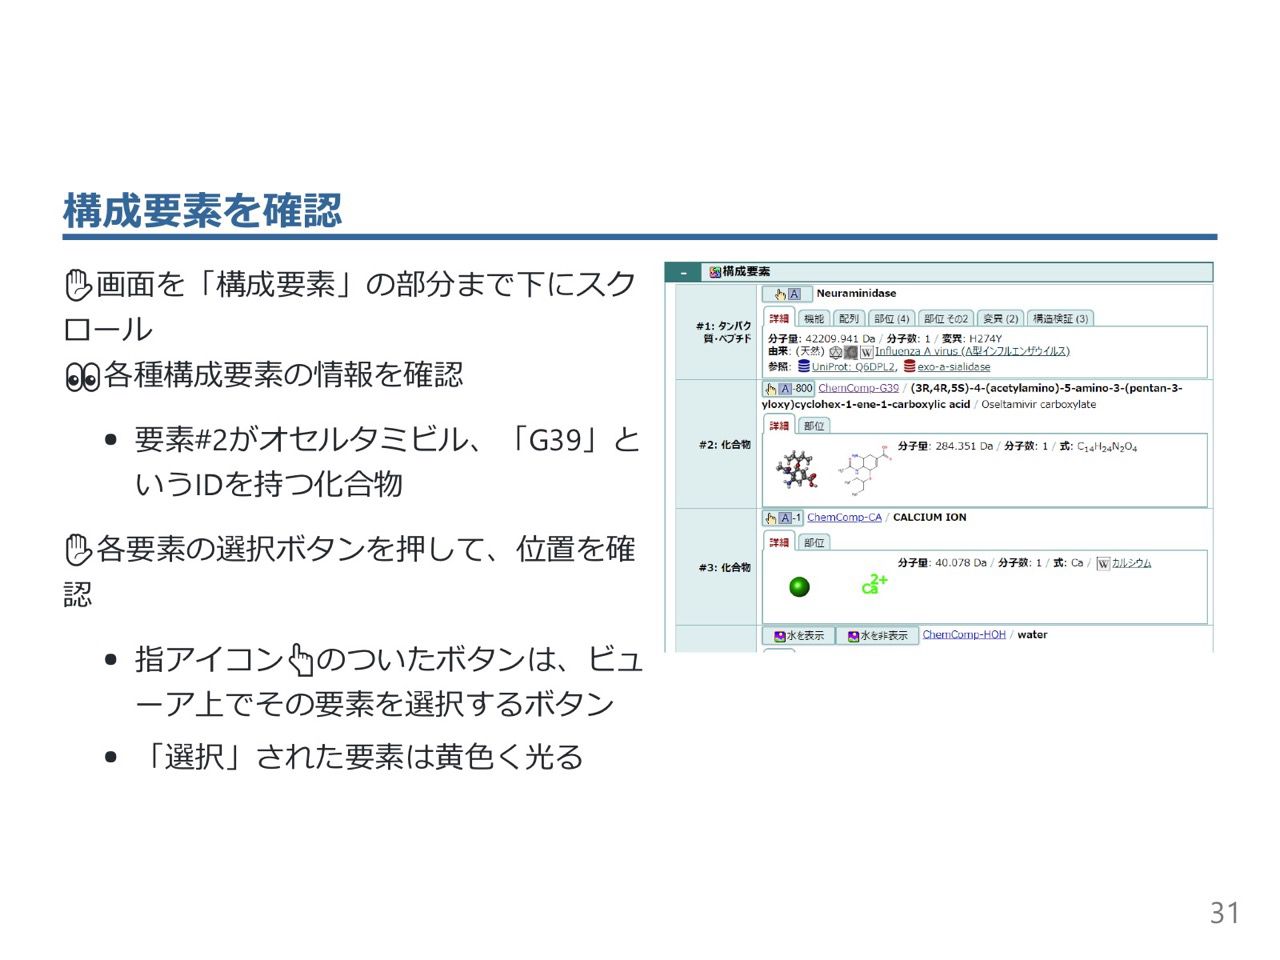 構成要素を確認
✋画面を「構成要素」の部分まで下にスク
ロール
👀各種構成要素の情報を確認
• 要素#2がオセルタミビル、「G39」と
いうIDを持つ化合物
✋各要素の選択ボタンを押して、位置を確
認
• 指アイコン👆のついたボタンは、ビュ
ーア上でその要素を選択するボタン
• 「選択」された要素は黄色く光る
- 構成要素
#1: タンパク
質・ペプチド
A Neuraminidase
詳細 機能 配列 部位 (4) 部位 その2 変異 (2) 構造検証 (3)
分子量: 42209.941 Da / 分子数: 1 / 変異: H274Y
由来: (天然) W Influenza A virus (A型インフルエンザウイルス)
参照: UniProt: Q6DPL2, exo-a-sialidase
#2: 化合物
A-800 ChemComp-G39 / (3R,4R,5S)-4-(acetylamino)-5-amino-3-(pentan-3-
yloxy)cyclohex-1-ene-1-carboxylic acid / Oseltamivir carboxylate
詳細 部位
分子量: 284.351 Da / 分子数: 1 / 式: C14H24N2O4
#3: 化合物
A-1 ChemComp-CA / CALCIUM ION
詳細 部位
分子量: 40.078 Da / 分子数: 1 / 式: Ca / W カルシウム
Ca2+
水を表示 水を非表示 ChemComp-HOH / water
31